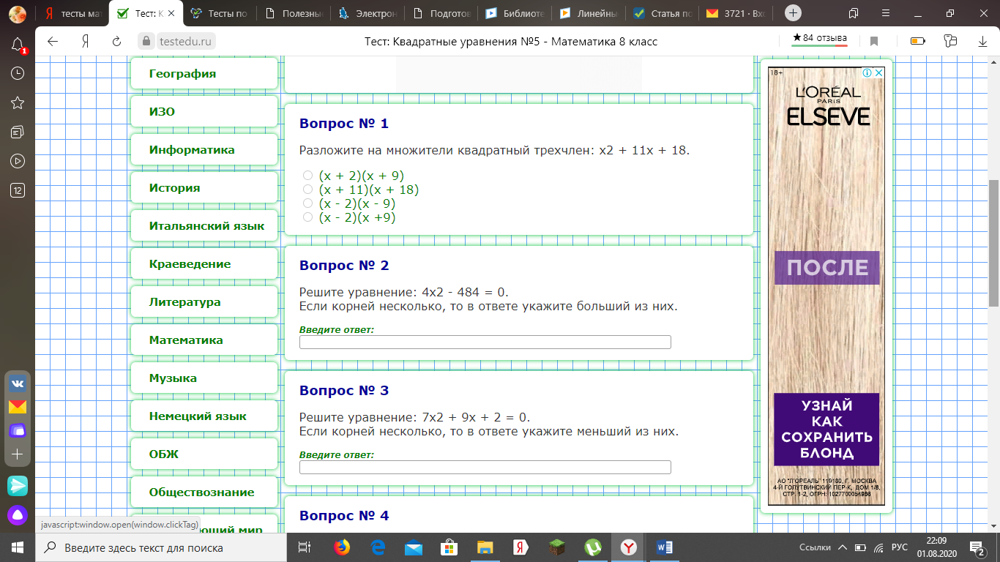 тесты мат
Тест: К
Тесты по
Полезны
Электрон
Подготов
Библиоте
Линейны
Статья по
3721 · Вхо
1
Я
testedu.ru
Тест: Квадратные уравнения №5 - Математика 8 класс
★84 отзыва
12
География
ИЗО
Информатика
История
Итальянский язык
Краеведение
Литература
Математика
Музыка
Немецкий язык
ОБЖ
Обществознание
ющий мир
Вопрос № 1
Разложите на множители квадратный трехчлен: x2 + 11x + 18.
(x + 2)(x + 9)
(x + 11)(x + 18)
(x - 2)(x - 9)
(x - 2)(x +9)
Вопрос № 2
Решите уравнение: 4x2 - 484 = 0.
Если корней несколько, то в ответе укажите больший из них.
Введите ответ:
Вопрос № 3
Решите уравнение: 7x2 + 9x + 2 = 0.
Если корней несколько, то в ответе укажите меньший из них.
Введите ответ:
Вопрос № 4
18+
L'ORÉAL
PARIS
ELSEVE
ПОСЛЕ
УЗНАЙ
КАК
СОХРАНИТЬ
БЛОНД
АО "Л'ОРЕАЛЬ" 119180, Г. МОСКВА
4-Й ГОЛУТВИНСКИЙ ПЕР-К, ДОМ 1/8,
СТР. 1-2, ОГРН: 1027700054986
javascript:window.open(window.clickTag)
Введите здесь текст для поиска
Ссылки
РУС
22:09
01.08.2020
2